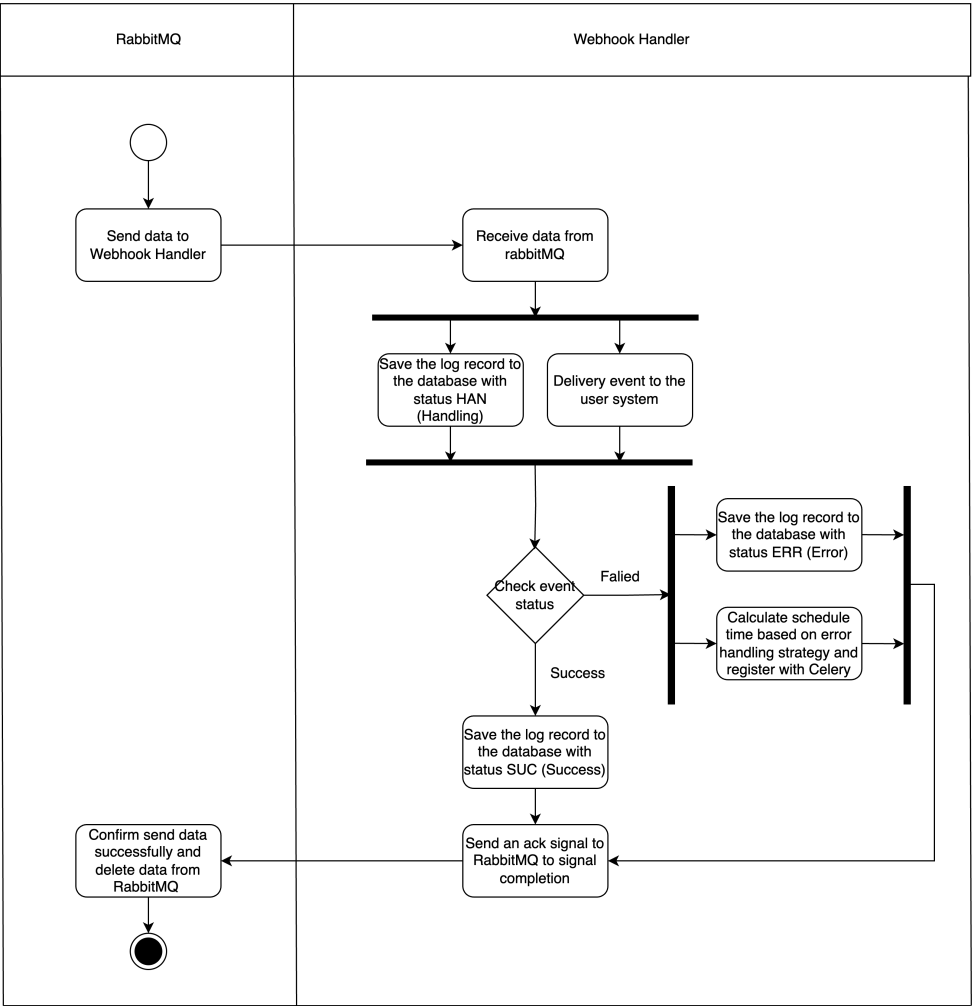 RabbitMQ
Webhook Handler
Send data to
Webhook Handler
Receive data from
rabbitMQ
Save the log record to
the database with
status HAN
(Handling)
Delivery event to the
user system
Save the log record to
the database with
status ERR (Error)
Check event
status
Falied
Calculate schedule
time based on error
handling strategy and
register with Celery
Success
Save the log record to
the database with
status SUC (Success)
Confirm send data
successfully and
delete data from
RabbitMQ
Send an ack signal to
RabbitMQ to signal
completion